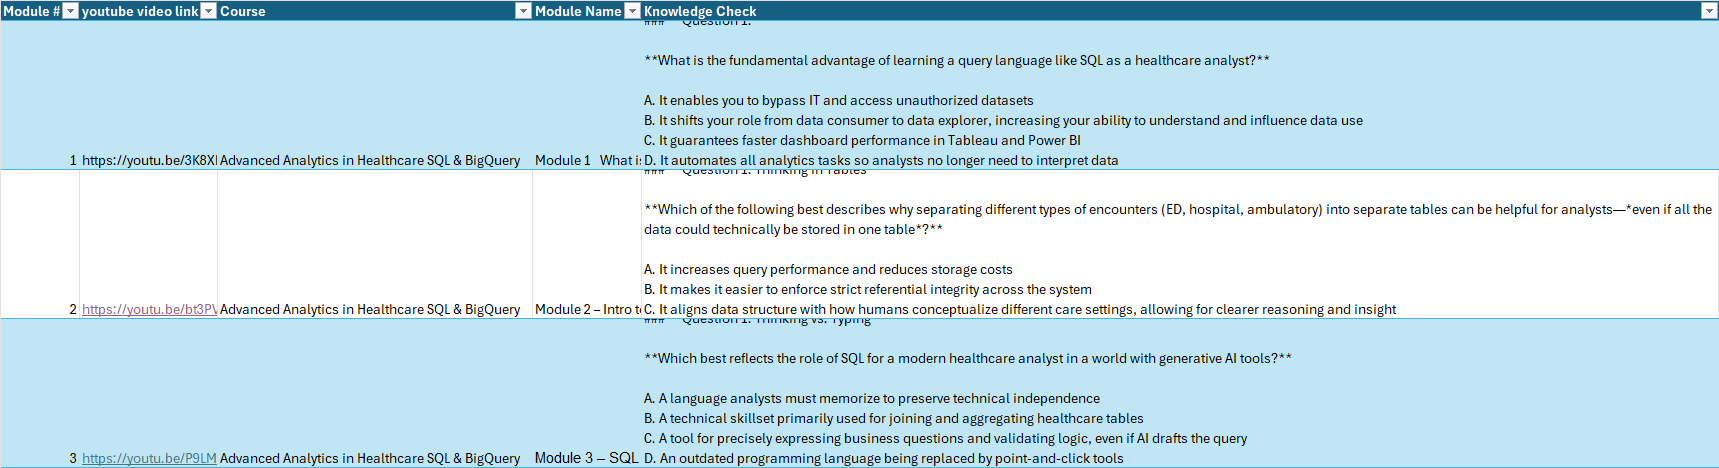 Module # youtube video link Course Module Name Knowledge Check
### Question 1:
**What is the fundamental advantage of learning a query language like SQL as a healthcare analyst?**
A. It enables you to bypass IT and access unauthorized datasets
B. It shifts your role from data consumer to data explorer, increasing your ability to understand and influence data use
C. It guarantees faster dashboard performance in Tableau and Power BI
1 https://youtu.be/3K8X Advanced Analytics in Healthcare SQL & BigQuery Module 1 What is D. It automates all analytics tasks so analysts no longer need to interpret data
### Question 1: Thinking in Tables
**Which of the following best describes why separating different types of encounters (ED, hospital, ambulatory) into separate tables can be helpful for analysts—*even if all the
data could technically be stored in one table*?**
A. It increases query performance and reduces storage costs
B. It makes it easier to enforce strict referential integrity across the system
2 https://youtu.be/bt3PV Advanced Analytics in Healthcare SQL & BigQuery Module 2 – Intro to C. It aligns data structure with how humans conceptualize different care settings, allowing for clearer reasoning and insight
### Question 1: Thinking vs. Typing
**Which best reflects the role of SQL for a modern healthcare analyst in a world with generative AI tools?**
A. A language analysts must memorize to preserve technical independence
B. A technical skillset primarily used for joining and aggregating healthcare tables
C. A tool for precisely expressing business questions and validating logic, even if AI drafts the query
3 https://youtu.be/P9LM Advanced Analytics in Healthcare SQL & BigQuery Module 3 – SQL D. An outdated programming language being replaced by point-and-click tools